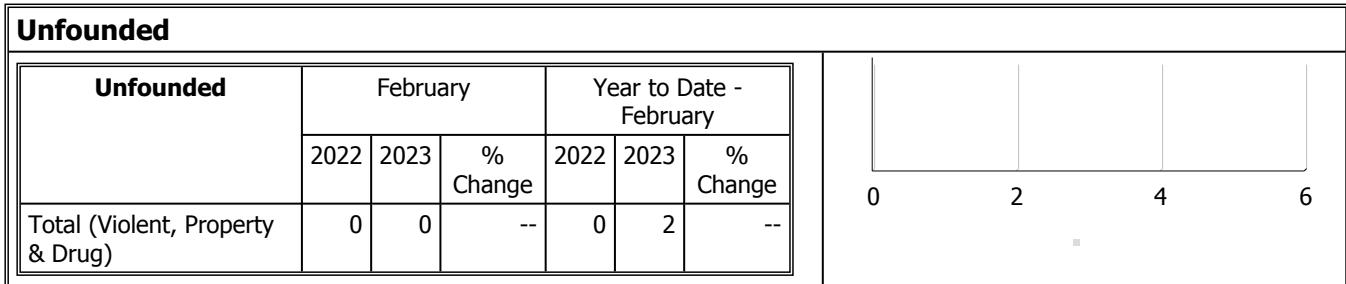 Unfounded
Unfounded February Year to Date -
February
2022 2023 % 2022 2023 %
Change Change
Total (Violent, Property 0 0 -- 0 2 --
& Drug)
0 2 4 6